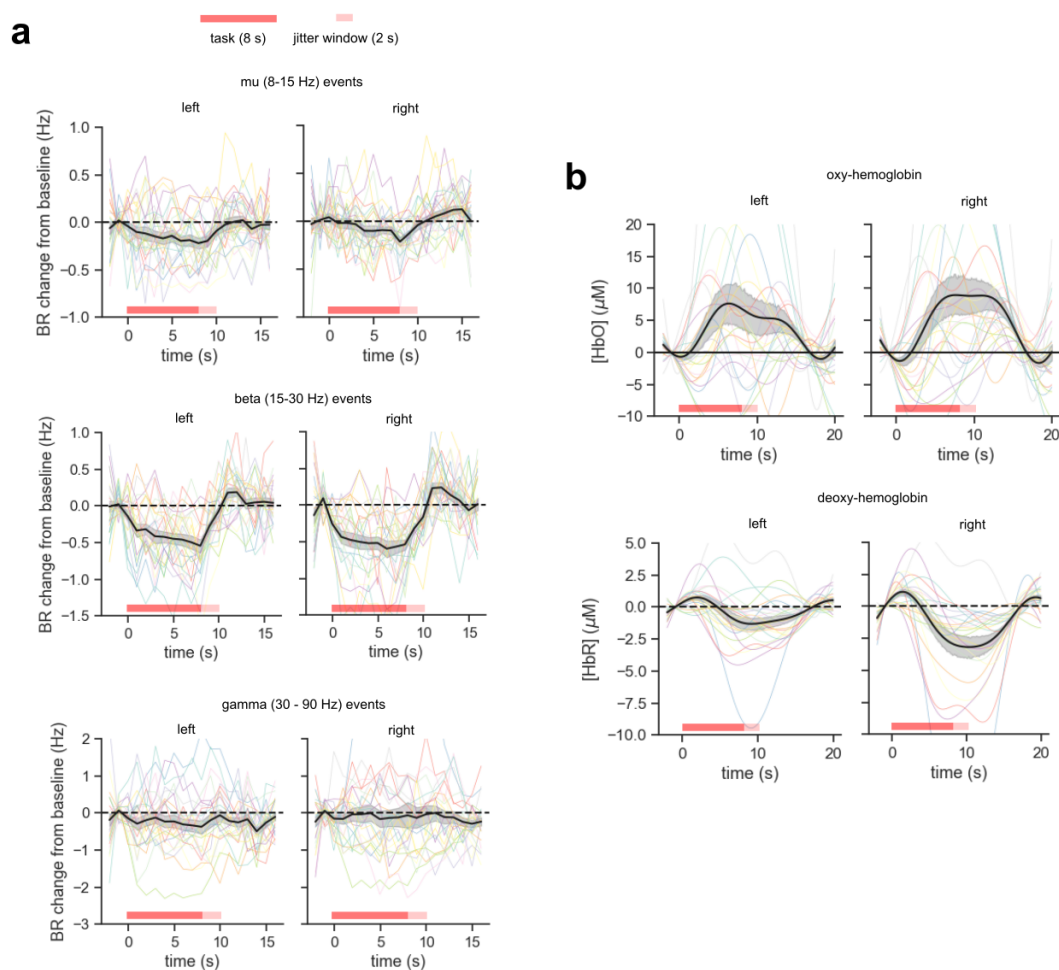 a
task (8 s)
jitter window (2 s)
mu (8-15 Hz) events
left
right
BR change from baseline (Hz)
1.0
0.5
0.0
−0.5
−1.0
0
5
10
15
0
5
10
15
time (s)
time (s)
beta (15-30 Hz) events
left
right
BR change from baseline (Hz)
1.0
0.5
0.0
−0.5
−1.0
−1.5
0
5
10
15
0
5
10
15
time (s)
time (s)
gamma (30 - 90 Hz) events
left
right
BR change from baseline (Hz)
2
1
0
−1
−2
−3
0
5
10
15
0
5
10
15
time (s)
time (s)
b
oxy-hemoglobin
left
right
[HbO] (µM)
20
15
10
5
0
−5
−10
0
10
20
0
10
20
time (s)
time (s)
deoxy-hemoglobin
left
right
[HbR] (µM)
5.0
2.5
0.0
−2.5
−5.0
−7.5
−10.0
0
10
20
0
10
20
time (s)
time (s)